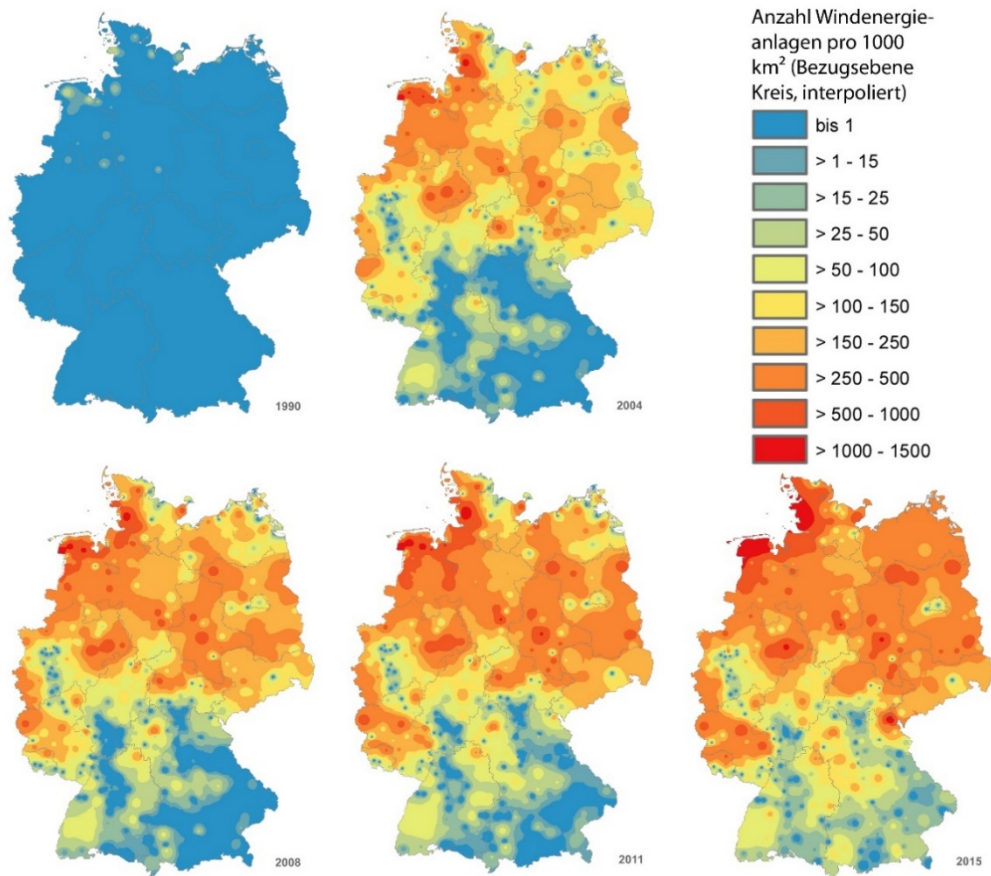 Anzahl Windenergie-
anlagen pro 1000
km² (Bezugsebene
Kreis, interpoliert)
bis 1
> 1 - 15
> 15 - 25
> 25 - 50
> 50 - 100
> 100 - 150
> 150 - 250
> 250 - 500
> 500 - 1000
> 1000 - 1500
1990
2004
2008
2011
2015